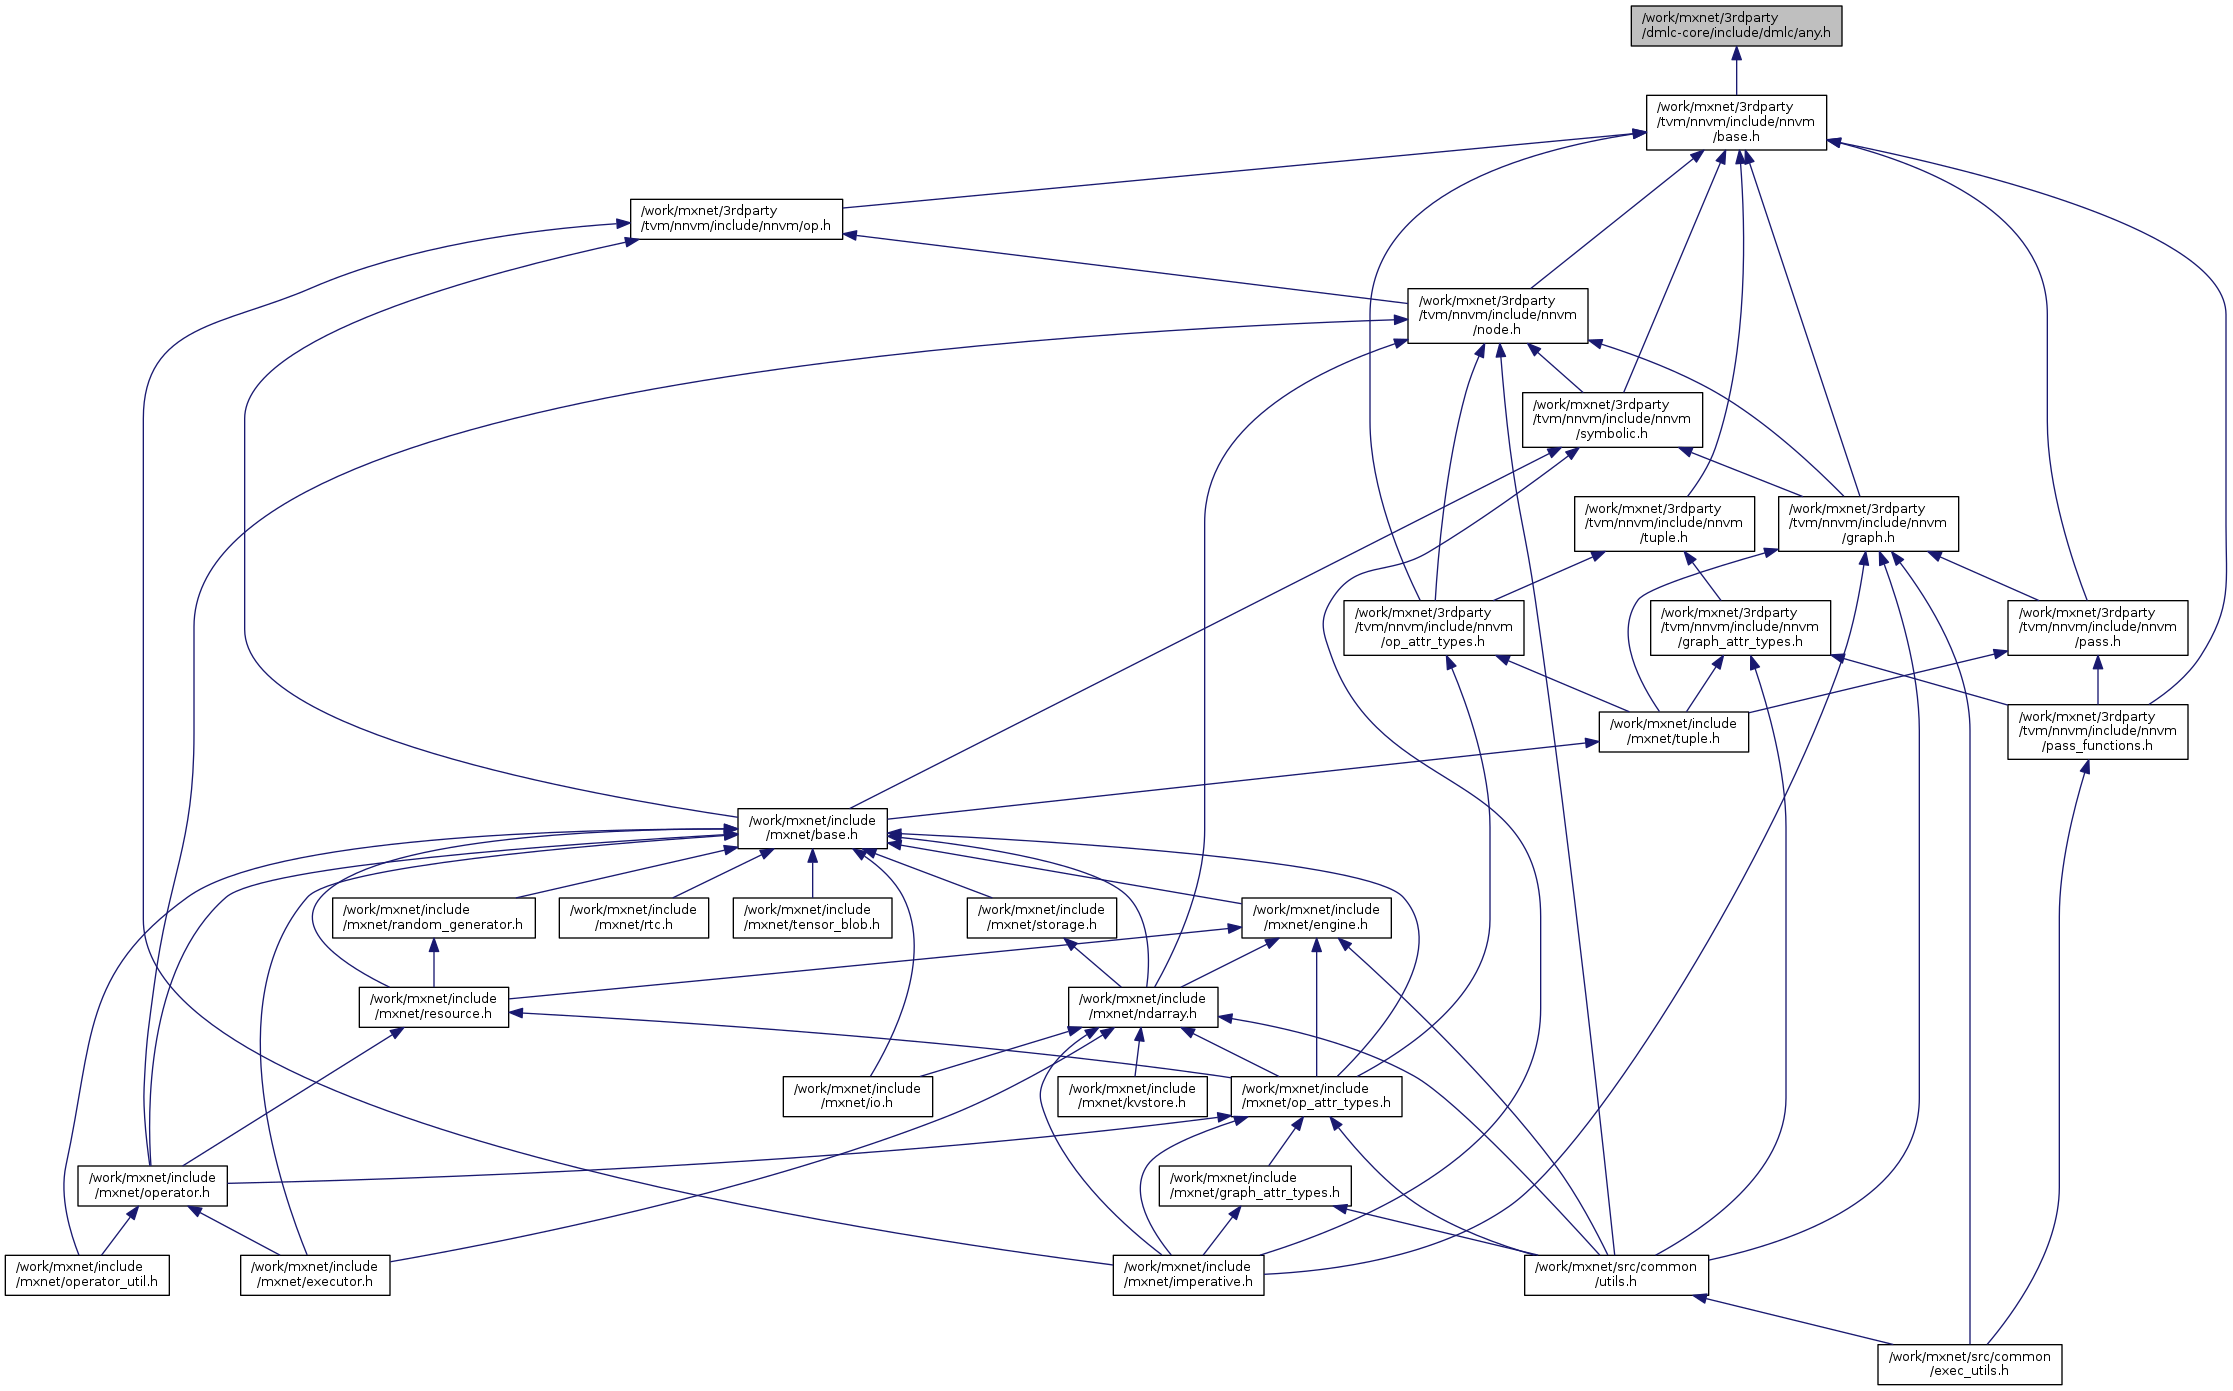 /work/mxnet/3rdparty
/dmlc-core/include/dmlc/any.h
/work/mxnet/3rdparty
/tvm/nnvm/include/nnvm
/base.h
/work/mxnet/3rdparty
/tvm/nnvm/include/nnvm/op.h
/work/mxnet/3rdparty
/tvm/nnvm/include/nnvm
/node.h
/work/mxnet/3rdparty
/tvm/nnvm/include/nnvm
/symbolic.h
/work/mxnet/3rdparty
/tvm/nnvm/include/nnvm
/tuple.h
/work/mxnet/3rdparty
/tvm/nnvm/include/nnvm
/graph.h
/work/mxnet/3rdparty
/tvm/nnvm/include/nnvm
/op_attr_types.h
/work/mxnet/3rdparty
/tvm/nnvm/include/nnvm
/graph_attr_types.h
/work/mxnet/3rdparty
/tvm/nnvm/include/nnvm
/pass.h
/work/mxnet/include
/mxnet/tuple.h
/work/mxnet/3rdparty
/tvm/nnvm/include/nnvm
/pass_functions.h
/work/mxnet/include
/mxnet/base.h
/work/mxnet/include
/mxnet/random_generator.h
/work/mxnet/include
/mxnet/rtc.h
/work/mxnet/include
/mxnet/tensor_blob.h
/work/mxnet/include
/mxnet/storage.h
/work/mxnet/include
/mxnet/engine.h
/work/mxnet/include
/mxnet/resource.h
/work/mxnet/include
/mxnet/ndarray.h
/work/mxnet/include
/mxnet/io.h
/work/mxnet/include
/mxnet/kvstore.h
/work/mxnet/include
/mxnet/op_attr_types.h
/work/mxnet/include
/mxnet/operator.h
/work/mxnet/include
/mxnet/graph_attr_types.h
/work/mxnet/include
/mxnet/operator_util.h
/work/mxnet/include
/mxnet/executor.h
/work/mxnet/include
/mxnet/imperative.h
/work/mxnet/src/common
/utils.h
/work/mxnet/src/common
/exec_utils.h